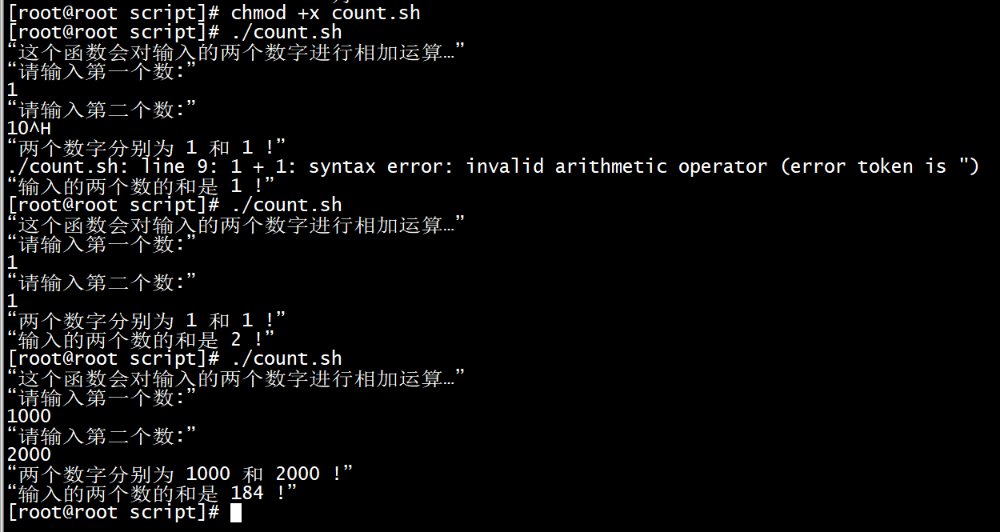 [root@root script]# chmod +x count.sh
[root@root script]# ./count.sh
“这个函数会对输入的两个数字进行相加运算…”
“请输入第一个数:”
1
“请输入第二个数:”
10^H
“两个数字分别为 1 和 1 !”
./count.sh: line 9: 1 + 1: syntax error: invalid arithmetic operator (error token is ")
“输入的两个数的和是 1 !”
[root@root script]# ./count.sh
“这个函数会对输入的两个数字进行相加运算…”
“请输入第一个数:”
1
“请输入第二个数:”
1
“两个数字分别为 1 和 1 !”
“输入的两个数的和是 2 !”
[root@root script]# ./count.sh
“这个函数会对输入的两个数字进行相加运算…”
“请输入第一个数:”
1000
“请输入第二个数:”
2000
“两个数字分别为 1000 和 2000 !”
“输入的两个数的和是 184 !”
[root@root script]#